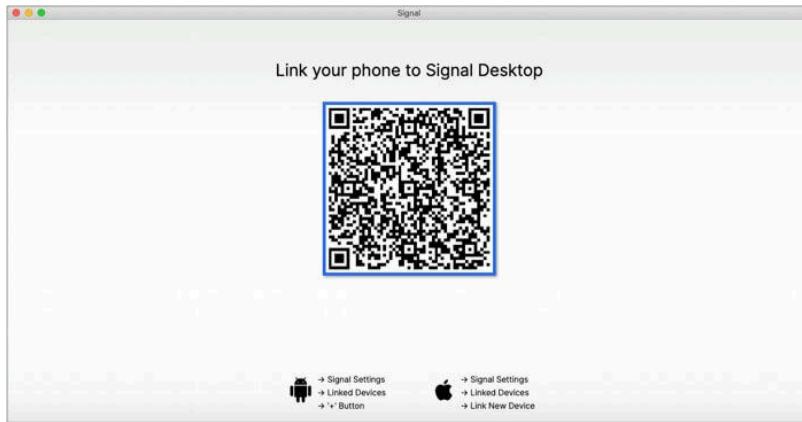 Signal
Link your phone to Signal Desktop
→ Signal Settings
→ Linked Devices
→ '+' Button
→ Signal Settings
→ Linked Devices
→ Link New Device